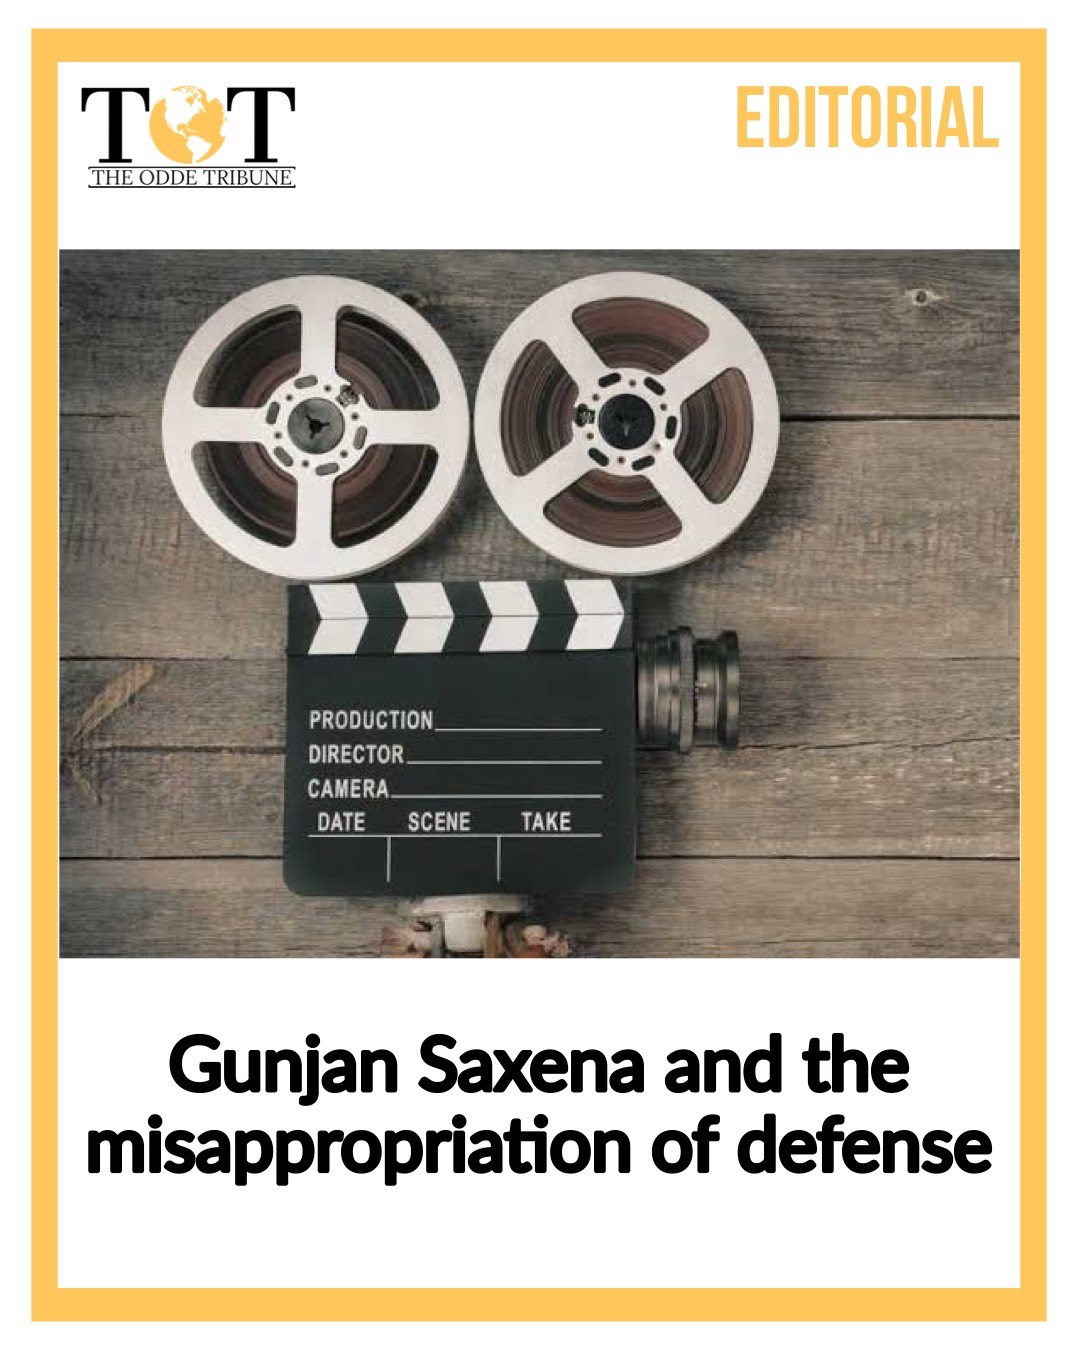 TOT
THE ODDE TRIBUNE
EDITORIAL
PRODUCTION
DIRECTOR
CAMERA
DATE SCENE TAKE
Gunjan Saxena and the
misappropriation of defense